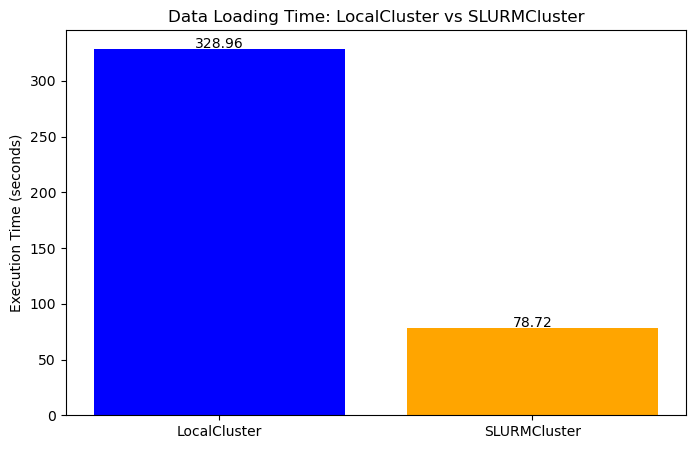 Data Loading Time: LocalCluster vs SLURMCluster
328.96
300
250
200
150
100
50
0
78.72
Execution Time (seconds)
LocalCluster
SLURMCluster